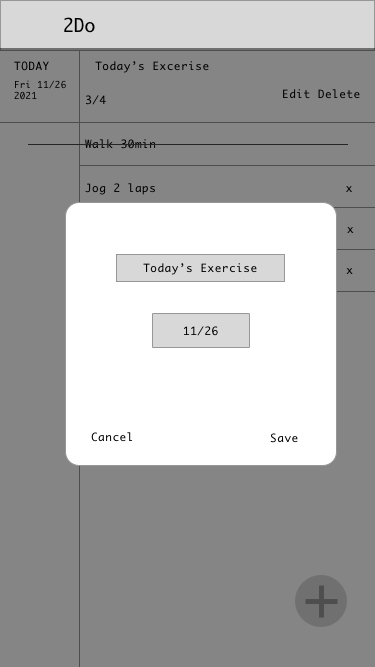 2Do
TODAY
Fri 11/26
2021
Today's Excerise
3/4
Edit Delete
Walk 30min
Jog 2 laps x
x
x
Today's Exercise
11/26
Cancel Save